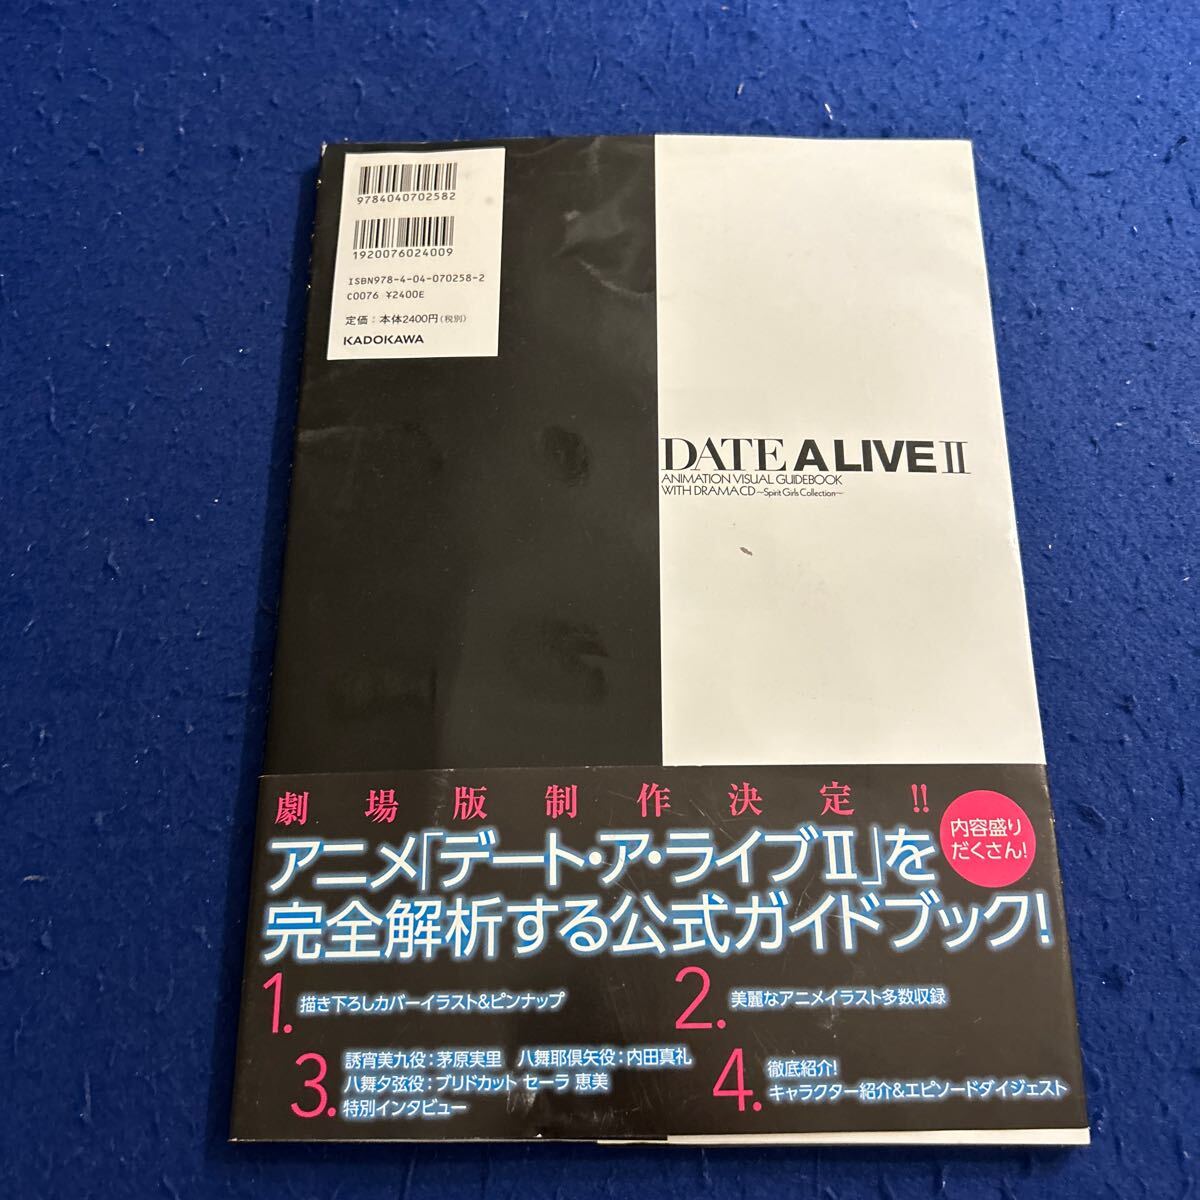 9784040702582
1920076024009
ISBN978-4-04-070258-2
C0076 ¥2400E
定価:本体2400円(税別)
KADOKAWA
DATE A LIVE II
ANIMATION VISUAL GUIDEBOOK
WITH DRAMA CD ~Spirit Girls Collection~
劇場版制作決定!!
アニメ「デート・ア・ライブⅡ」を
完全解析する公式ガイドブック!
内容盛り
だくさん!
1. 描き下ろしカバーイラスト&ピンナップ
2. 美麗なアニメイラスト多数収録
3. 誘宵美九役:茅原実里 八舞耶倶矢役:内田真礼
八舞夕弦役:ブリドカット セーラ 恵美
特別インタビュー
4. 徹底紹介!
キャラクター紹介&エピソードダイジェスト